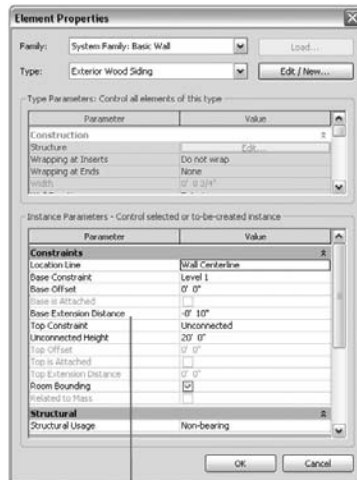 Element Properties
Family: System Family: Basic Wall Load...
Type: Exterior Wood Siding Edit / New...
Type Parameters: Control all elements of this type
Parameter Value
Construction
Structure Edit...
Wrapping at Inserts Do not wrap
Wrapping at Ends None
Width 0' 0 3/4"
Instance Parameters - Control selected or to-be-created instance
Parameter Value
Constraints
Location Line Wall Centerline
Base Constraint Level 1
Base Offset 0' 0"
Base is Attached
Base Extension Distance -0' 10"
Top Constraint Unconnected
Unconnected Height 20' 0"
Top Offset 0' 0"
Top is Attached
Top Extension Distance 0' 0"
Room Bounding
Related to Mass
Structural
Structural Usage Non-bearing
OK Cancel